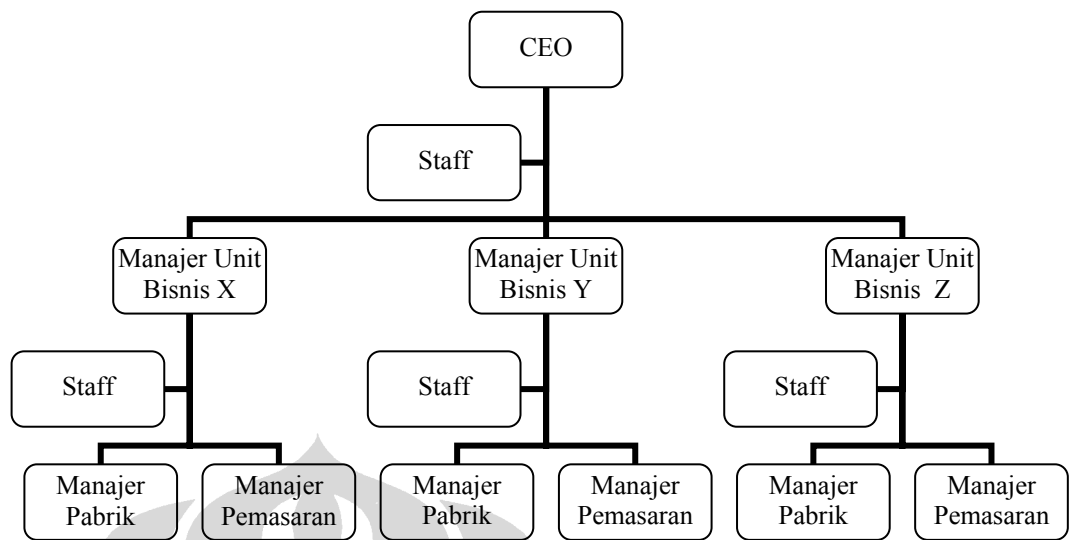 CEO
Staff
Manajer Unit
Bisnis X
Manajer Unit
Bisnis Y
Manajer Unit
Bisnis Z
Staff
Staff
Staff
Manajer
Pabrik
Manajer
Pemasaran
Manajer
Pabrik
Manajer
Pemasaran
Manajer
Pabrik
Manajer
Pemasaran